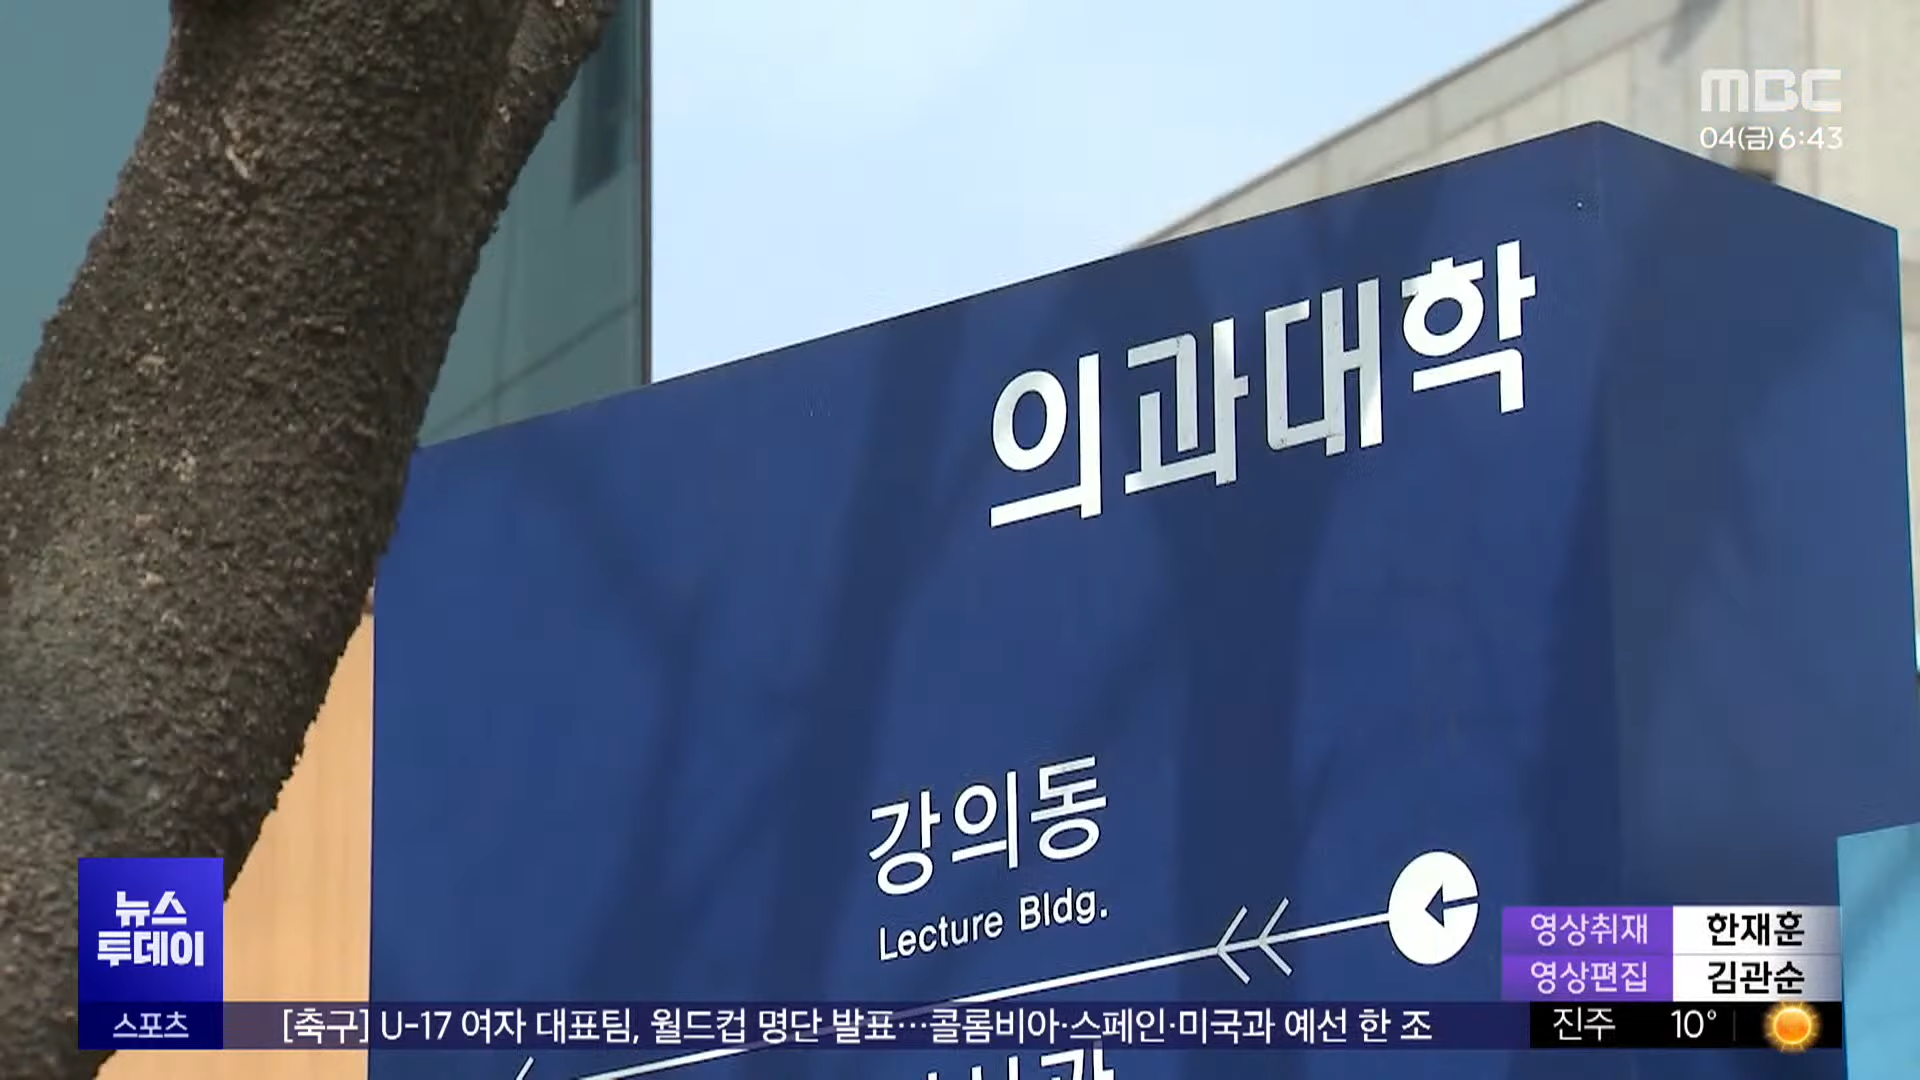 MBC
04(금)6:43
의과대학
강의동
Lecture Bldg.
뉴스
투데이
영상취재 한재훈
영상편집 김관순
스포츠 [축구] U-17 여자 대표팀, 월드컵 명단 발표…콜롬비아·스페인·미국과 예선 한 조
진주 10°